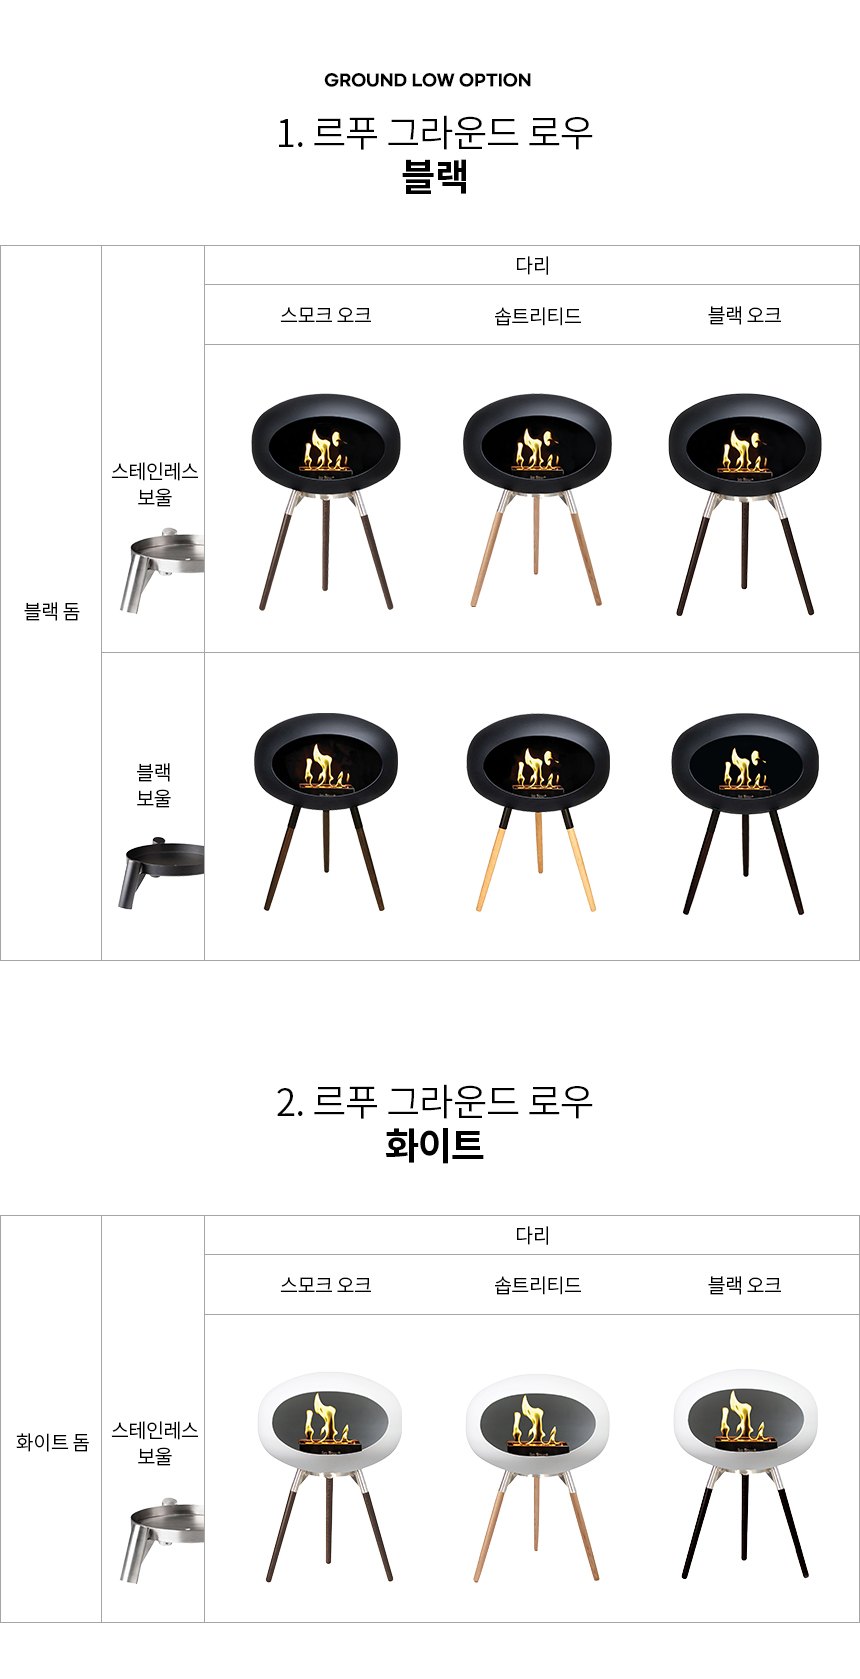 GROUND LOW OPTION
1. 르푸 그라운드 로우
블랙
다리
스모크 오크
솝트리티드
블랙 오크
스테인레스
보울
블랙 돔
블랙
보울
2. 르푸 그라운드 로우
화이트
다리
스모크 오크
솝트리티드
블랙 오크
화이트 돔
스테인레스
보울